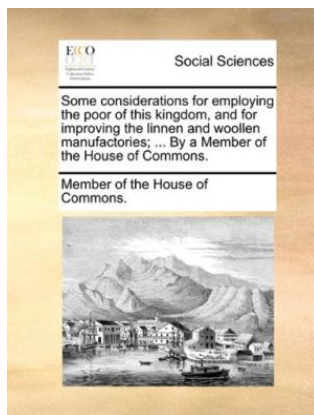 ECCO
Social Sciences
Some considerations for employing
the poor of this kingdom, and for
improving the linnen and woollen
manufactories; ... By a Member of
the House of Commons.
Member of the House of
Commons.